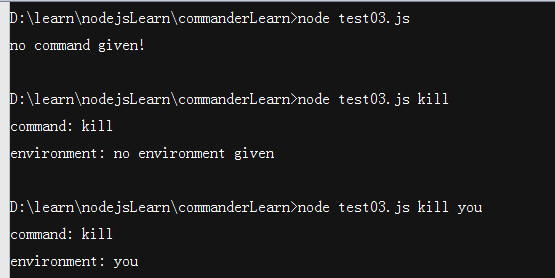 D:\learn\nodejsLearn\commanderLearn>node test03.js
no command given!
D:\learn\nodejsLearn\commanderLearn>node test03.js kill
command: kill
environment: no environment given
D:\learn\nodejsLearn\commanderLearn>node test03.js kill you
command: kill
environment: you